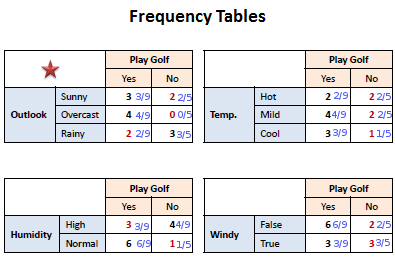 Frequency Tables
Play Golf
Yes No
Outlook Sunny 3 3/9 2 2/5
Overcast 4 4/9 0 0/5
Rainy 2 2/9 3 3/5
Play Golf
Yes No
Temp. Hot 2 2/9 2 2/5
Mild 4 4/9 2 2/5
Cool 3 3/9 1 1/5
Play Golf
Yes No
Humidity High 3 3/9 4 4/9
Normal 6 6/9 1 1/5
Play Golf
Yes No
Windy False 6 6/9 2 2/5
True 3 3/9 3 3/5